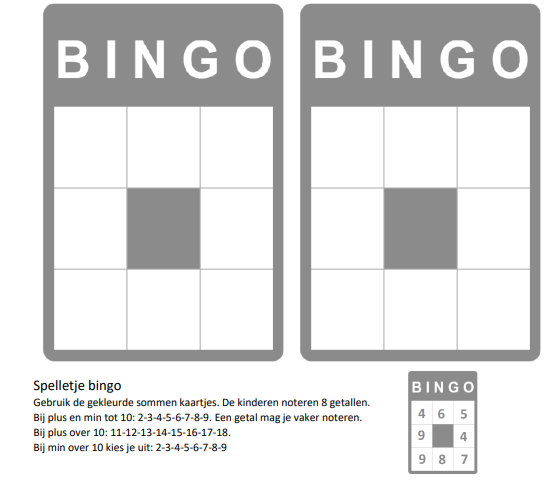 BINGO
BINGO
Spelletje bingo
Gebruik de gekleurde sommen kaartjes. De kinderen noteren 8 getallen.
Bij plus en min tot 10: 2-3-4-5-6-7-8-9. Een getal mag je vaker noteren.
Bij plus over 10: 11-12-13-14-15-16-17-18.
Bij min over 10 kies je uit: 2-3-4-5-6-7-8-9
BINGO
4 6 5
9 4
9 8 7